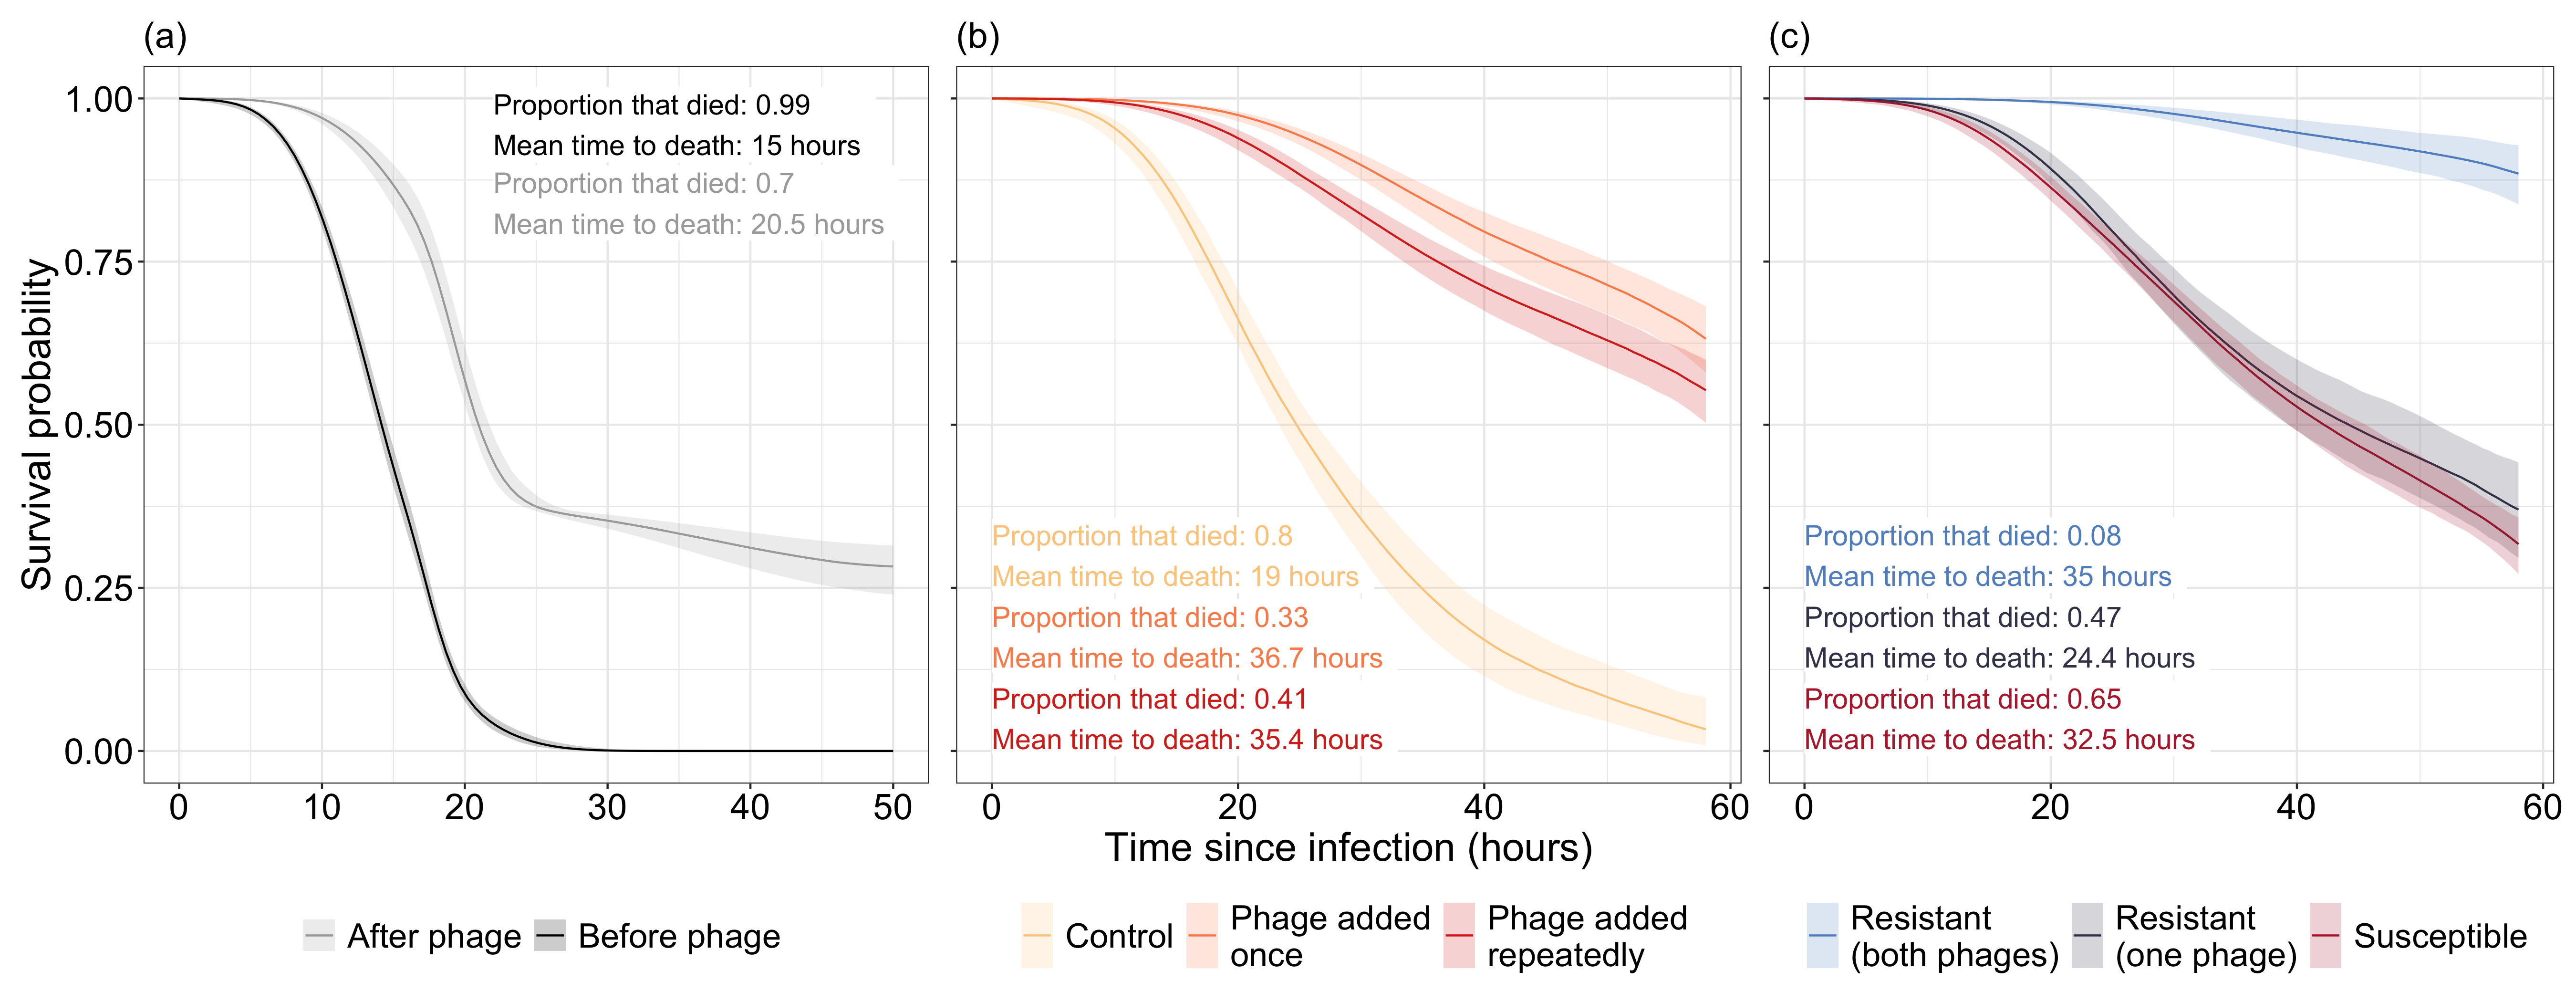 (a)
(b)
(c)
Survival probability
1.00
0.75
0.50
0.25
0.00
Proportion that died: 0.99
Mean time to death: 15 hours
Proportion that died: 0.7
Mean time to death: 20.5 hours
0 10 20 30 40 50
Proportion that died: 0.8
Mean time to death: 19 hours
Proportion that died: 0.33
Mean time to death: 36.7 hours
Proportion that died: 0.41
Mean time to death: 35.4 hours
0 20 40 60
Proportion that died: 0.08
Mean time to death: 35 hours
Proportion that died: 0.47
Mean time to death: 24.4 hours
Proportion that died: 0.65
Mean time to death: 32.5 hours
0 20 40 60
Time since infection (hours)
After phage
Before phage
Control
Phage added
once
Phage added
repeatedly
Resistant
(both phages)
Resistant
(one phage)
Susceptible